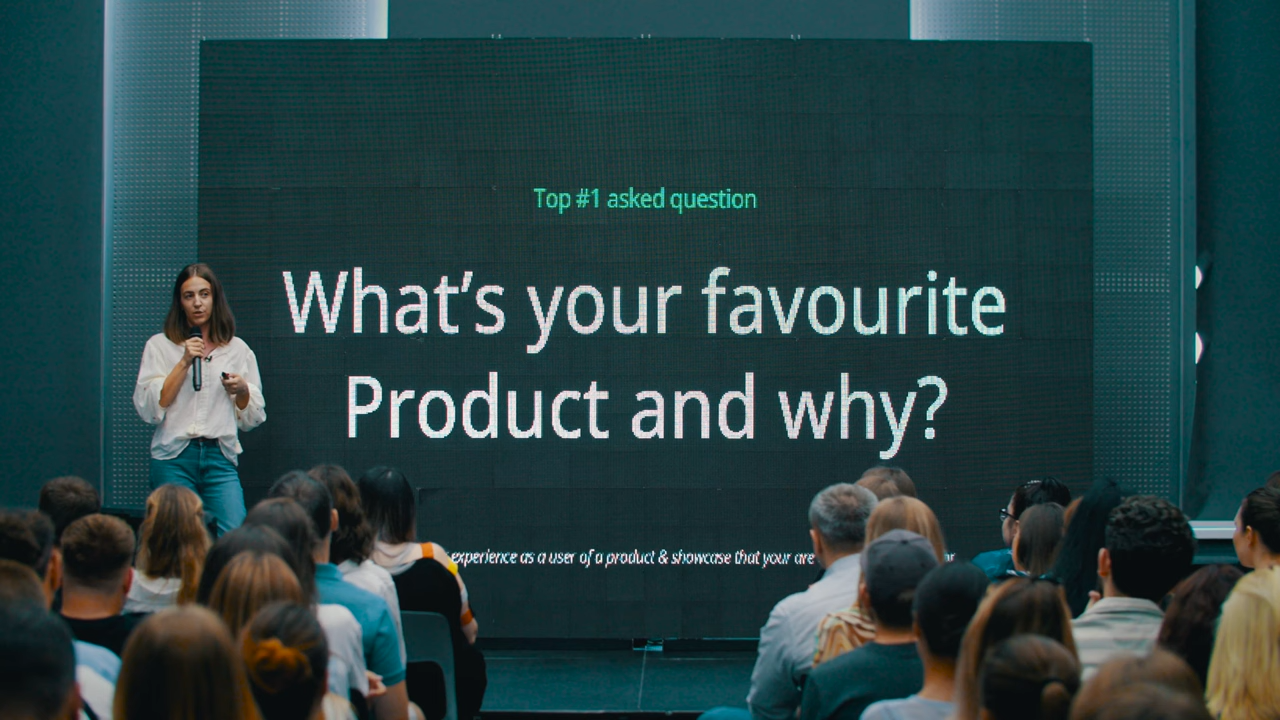 Top #1 asked question
What's your favourite
Product and why?
experience as a user of a product & showcase that your are